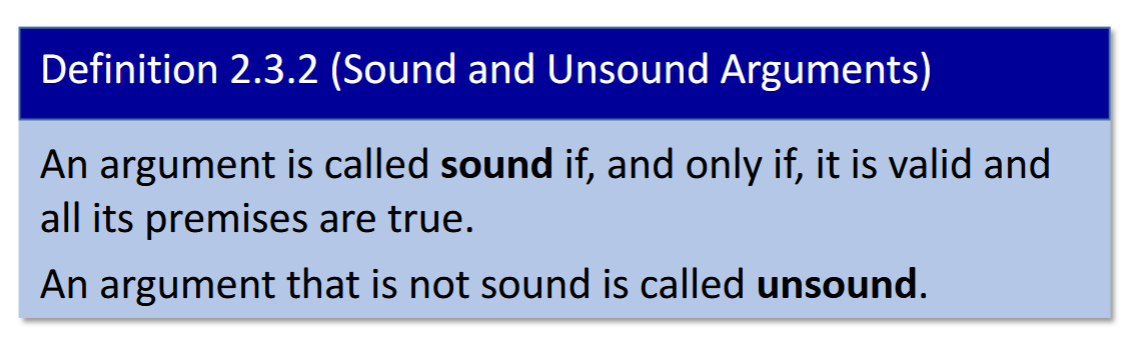 Definition 2.3.2 (Sound and Unsound Arguments)
An argument is called sound if, and only if, it is valid and
all its premises are true.
An argument that is not sound is called unsound.